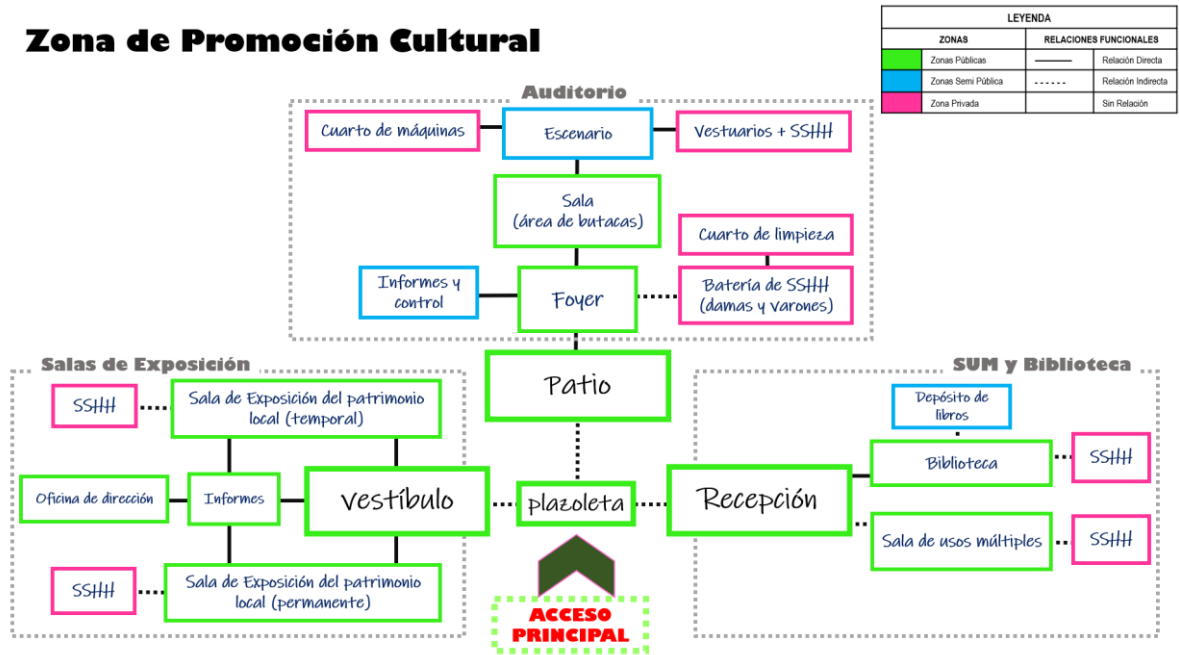 Zona de Promoción Cultural
LEYENDA
ZONAS
RELACIONES FUNCIONALES
Zonas Públicas
Relación Directa
Zonas Semi Pública
Relación Indirecta
Zona Privada
Sin Relación
Auditorio
Cuarto de máquinas
Escenario
Vestuarios + SSHH
Sala
(área de butacas)
Cuarto de limpieza
Informes y
control
Foyer
Batería de SSHH
(damas y varones)
Patio
Salas de Exposición
SSHH
Sala de Exposición del patrimonio
local (temporal)
Oficina de dirección
Informes
vestíbulo
SSHH
Sala de Exposición del patrimonio
local (permanente)
plazoleta
ACCESO
PRINCIPAL
SUM y Biblioteca
Depósito de
libros
Biblioteca
SSHH
Recepción
Sala de usos múltiples
SSHH